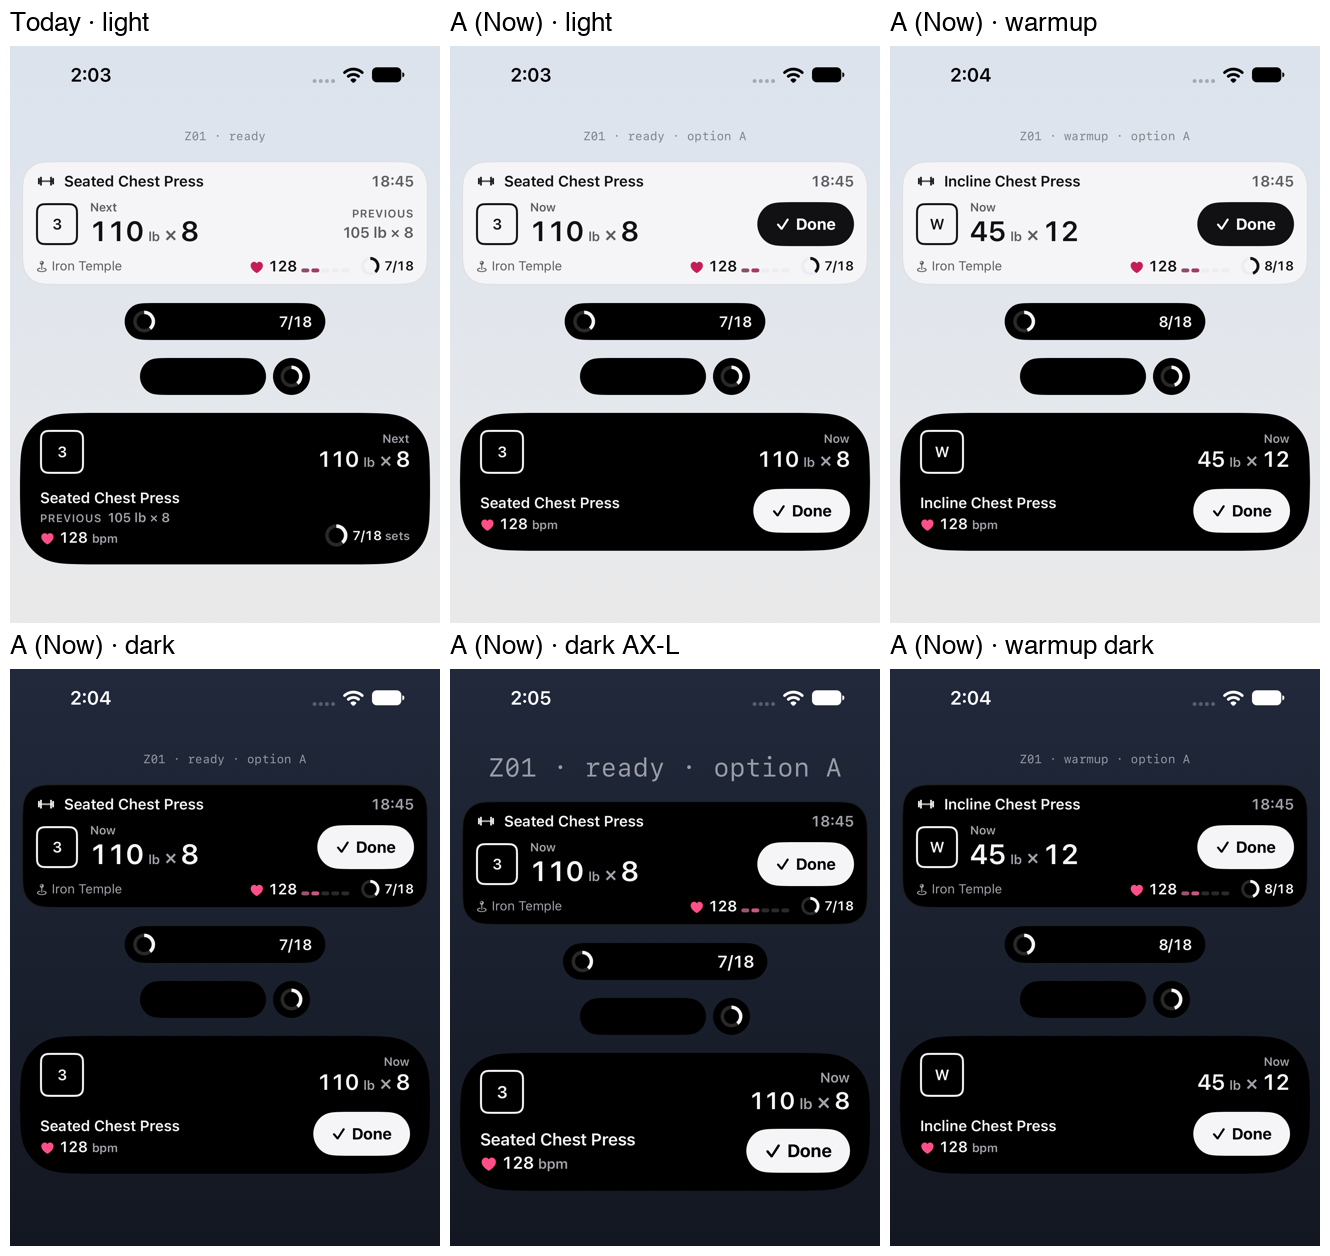 Today · light
2:03
Z01 · ready
Seated Chest Press 18:45
3
Next
110 lb × 8
PREVIOUS
105 lb × 8
Iron Temple 128 7/18
7/18
3
Next
110 lb × 8
Seated Chest Press
PREVIOUS 105 lb × 8
128 bpm
7/18 sets
A (Now) · light
2:03
Z01 · ready · option A
Seated Chest Press 18:45
3
Now
110 lb × 8
✓ Done
Iron Temple 128 7/18
7/18
3
Now
110 lb × 8
Seated Chest Press
128 bpm
✓ Done
A (Now) · warmup
2:04
Z01 · warmup · option A
Incline Chest Press 18:45
W
Now
45 lb × 12
✓ Done
Iron Temple 128 8/18
8/18
W
Now
45 lb × 12
Incline Chest Press
128 bpm
✓ Done
A (Now) · dark
2:04
Z01 · ready · option A
Seated Chest Press 18:45
3
Now
110 lb × 8
✓ Done
Iron Temple 128 7/18
7/18
3
Now
110 lb × 8
Seated Chest Press
128 bpm
✓ Done
A (Now) · dark AX-L
2:05
Z01 · ready · option A
Seated Chest Press 18:45
3
Now
110 lb × 8
✓ Done
Iron Temple 128 7/18
7/18
3
Now
110 lb × 8
Seated Chest Press
128 bpm
✓ Done
A (Now) · warmup dark
2:04
Z01 · warmup · option A
Incline Chest Press 18:45
W
Now
45 lb × 12
✓ Done
Iron Temple 128 8/18
8/18
W
Now
45 lb × 12
Incline Chest Press
128 bpm
✓ Done